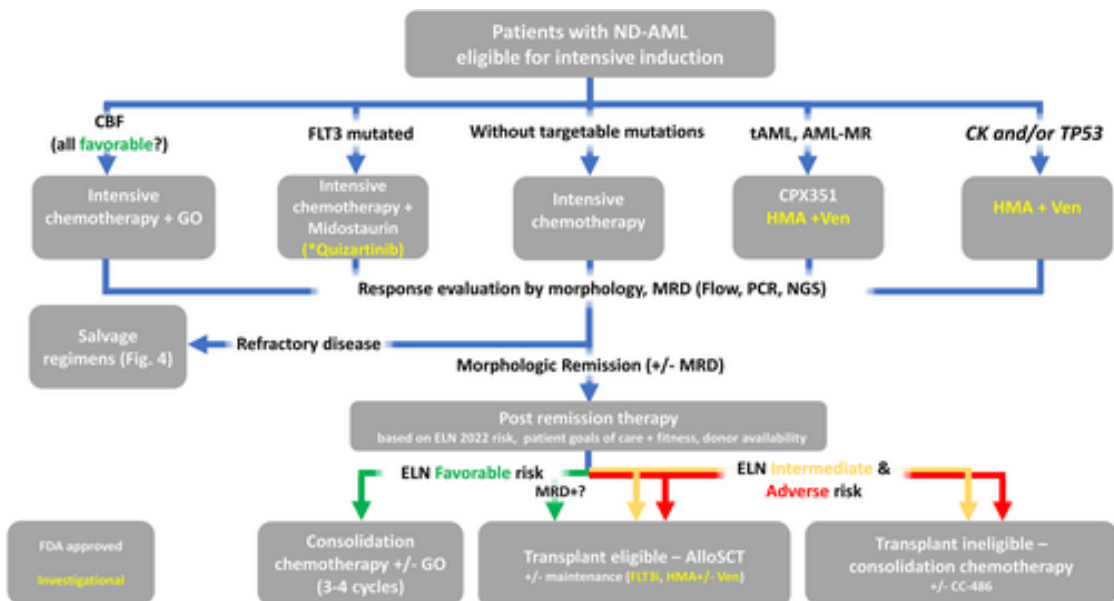 Patients with ND-AML
eligible for intensive induction
CBF
(all favorable?)
FLT3 mutated
Without targetable mutations
tAML, AML-MR
CK and/or TP53
Intensive
chemotherapy + GO
Intensive
chemotherapy +
Midostaurin
(*Quizartinib)
Intensive
chemotherapy
CPX351
HMA +Ven
HMA + Ven
Response evaluation by morphology, MRD (Flow, PCR, NGS)
Salvage
regimens (Fig. 4)
Refractory disease
Morphologic Remission (+/- MRD)
Post remission therapy
based on ELN 2022 risk, patient goals of care + fitness, donor availability
ELN Favorable risk
MRD+?
ELN Intermediate &
Adverse risk
FDA approved
Investigational
Consolidation
chemotherapy +/- GO
(3-4 cycles)
Transplant eligible – AlloSCT
+/- maintenance (FLT3i, HMA+/- Ven)
Transplant ineligible –
consolidation chemotherapy
+/- CC-486